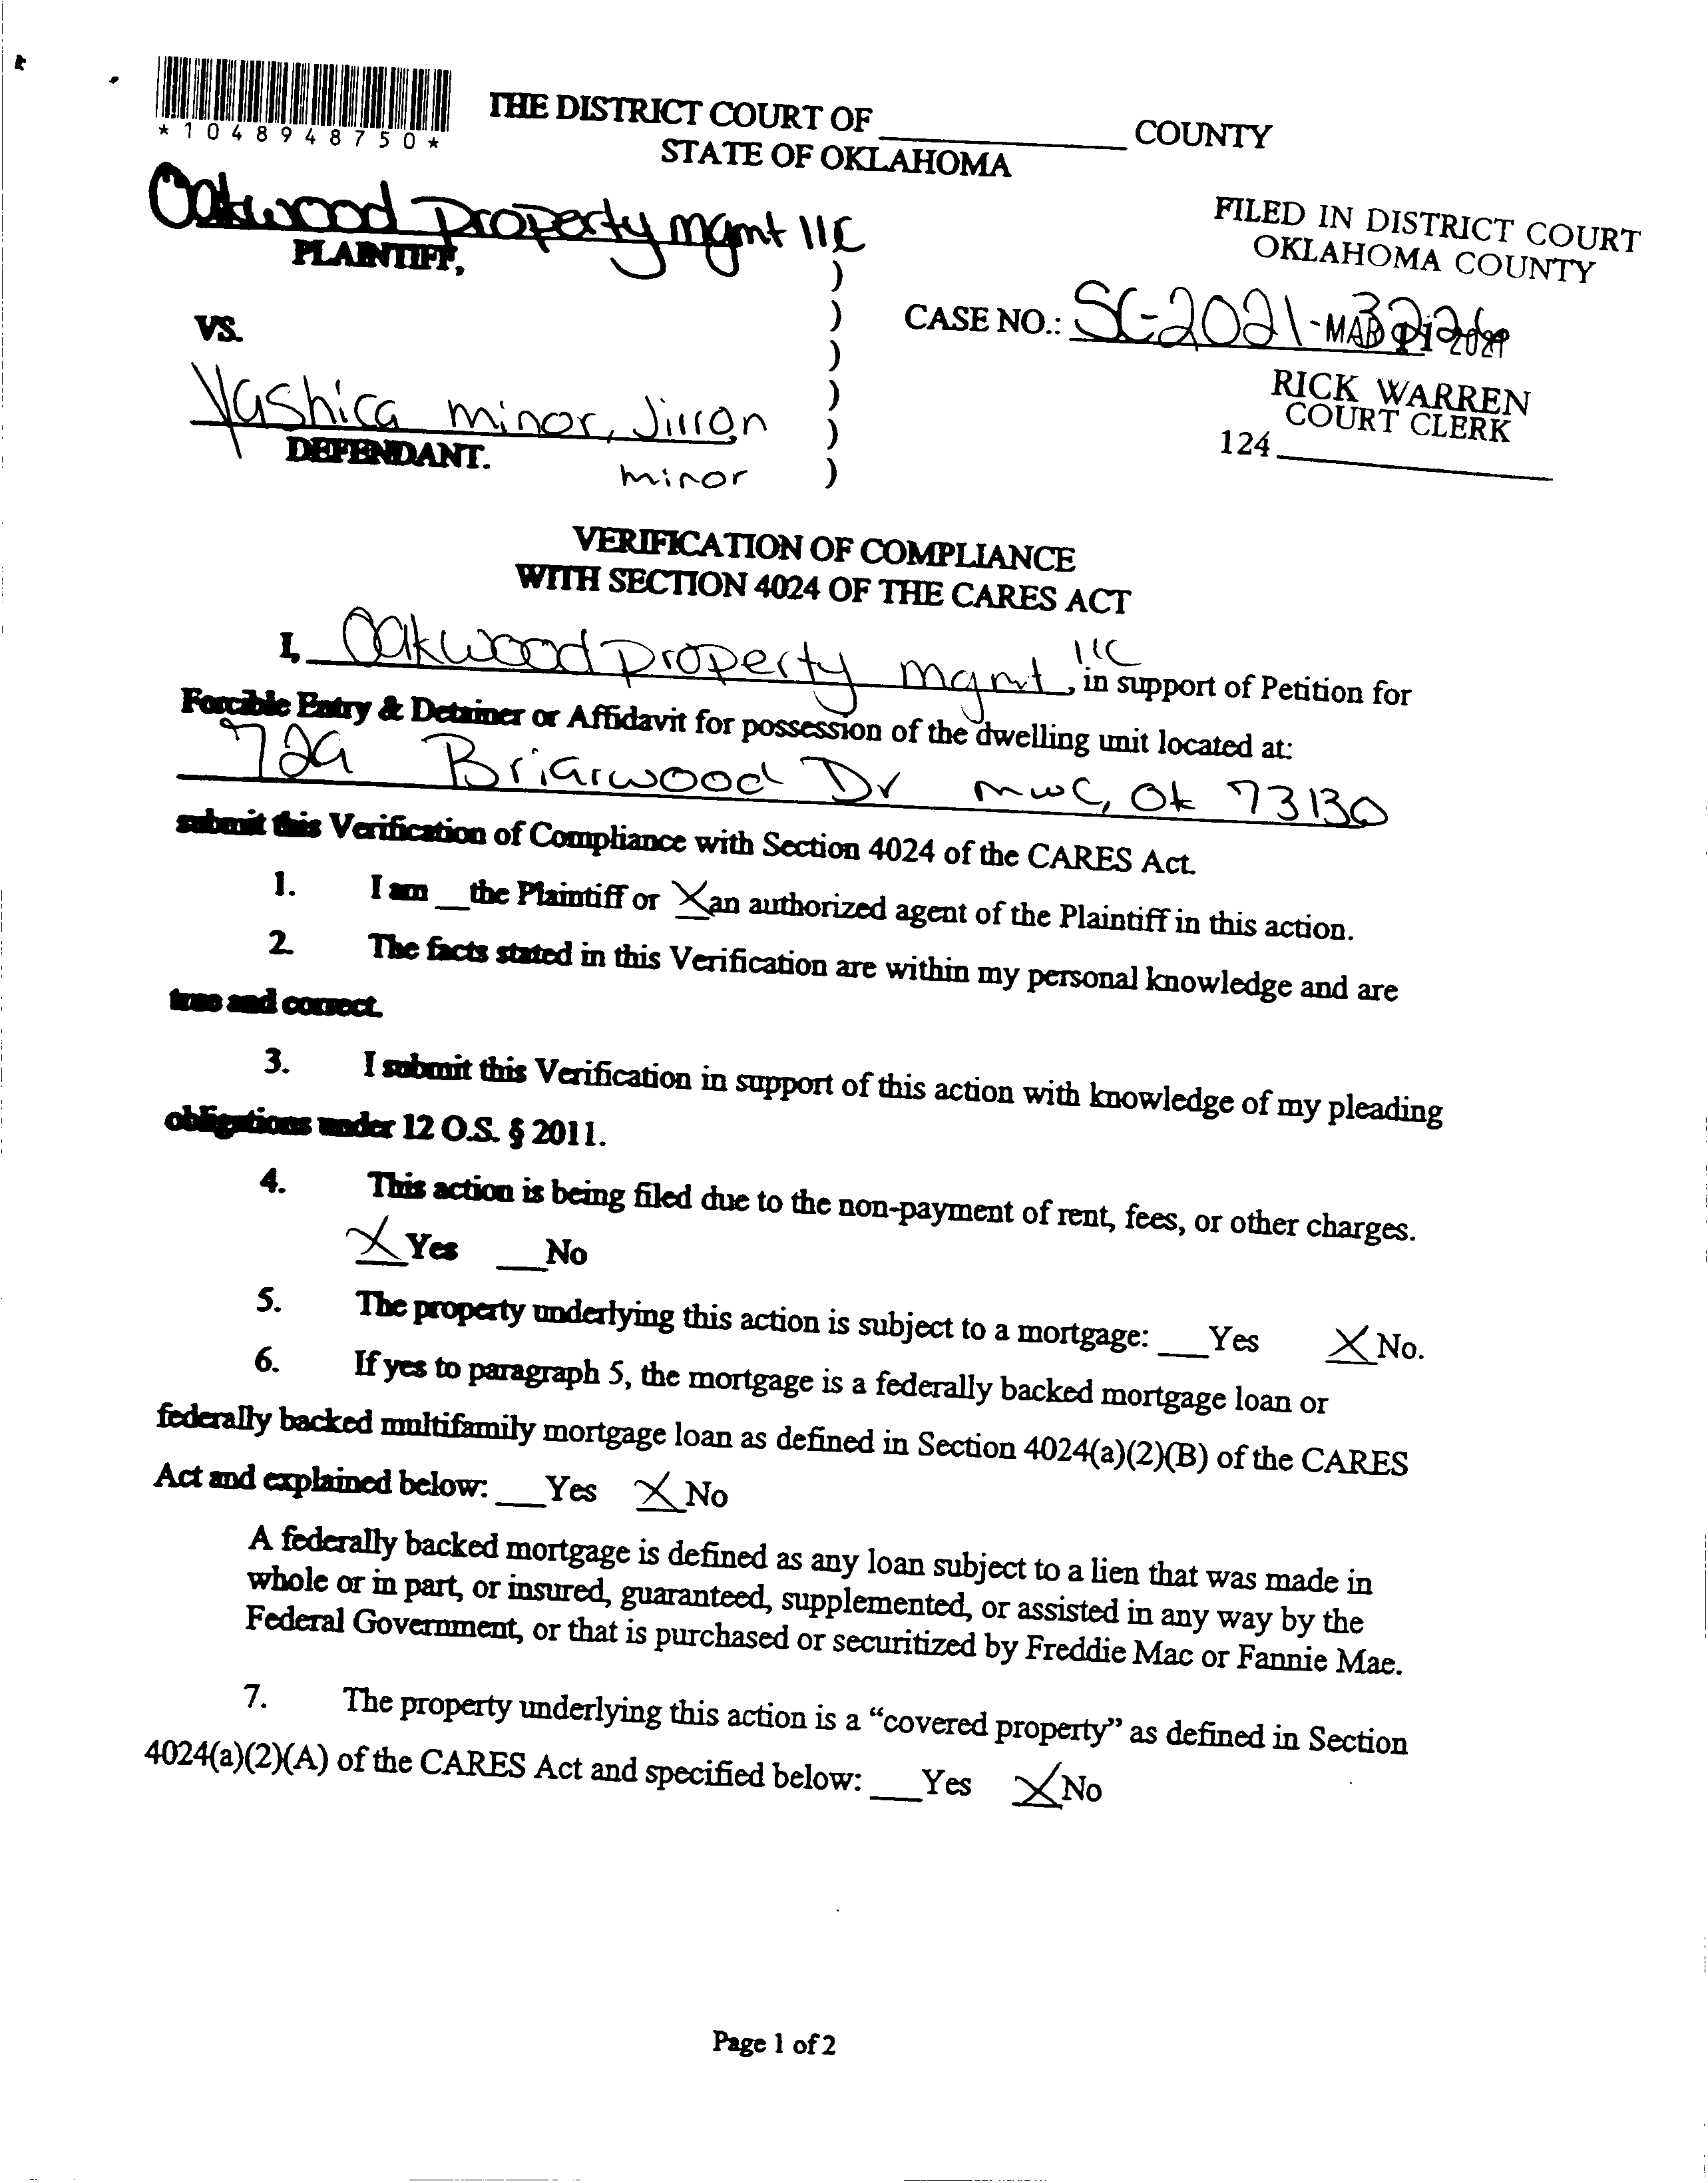 *1048948750*
THE DISTRICT COURT OF ____ COUNTY
STATE OF OKLAHOMA
Oakwood property mgmt llc
PLAINTIFF,
FILED IN DISTRICT COURT
OKLAHOMA COUNTY
)
VS.
)
CASE NO.: SC-2021-
MAR
)
)
Yashica minor,
)
DEFENDANT.
minor
)
RICK WARREN
COURT CLERK
124 ____
VERIFICATION OF COMPLIANCE
WITH SECTION 4024 OF THE CARES ACT
I, Oakwood property mgmt llc, in support of Petition for
Forcible Entry & Detainer or Affidavit for possession of the dwelling unit located at:
Briarwood Dr mwc, Ok 73130
submit this Verification of Compliance with Section 4024 of the CARES Act.
1. I am __the Plaintiff or X an authorized agent of the Plaintiff in this action.
2. The facts stated in this Verification are within my personal knowledge and are
true and correct.
3. I submit this Verification in support of this action with knowledge of my pleading
obligations under 12 O.S. § 2011.
4. This action is being filed due to the non-payment of rent, fees, or other charges.
X Yes ___No
5. The property underlying this action is subject to a mortgage: ___Yes X No.
6. If yes to paragraph 5, the mortgage is a federally backed mortgage loan or
federally backed multifamily mortgage loan as defined in Section 4024(a)(2)(B) of the CARES
Act and explained below: ___Yes X No
A federally backed mortgage is defined as any loan subject to a lien that was made in
whole or in part, or insured, guaranteed, supplemented, or assisted in any way by the
Federal Government, or that is purchased or securitized by Freddie Mac or Fannie Mae.
7. The property underlying this action is a “covered property” as defined in Section
4024(a)(2)(A) of the CARES Act and specified below: ___Yes X No
Page 1 of 2